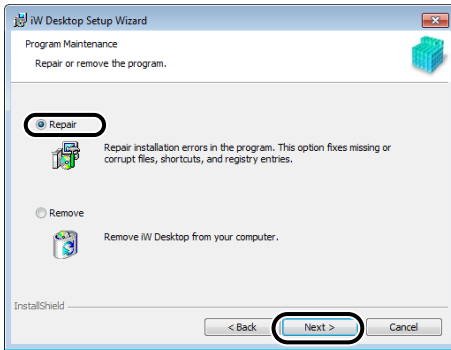 iW Desktop Setup Wizard
Program Maintenance
Repair or remove the program.
Repair
Repair installation errors in the program. This option fixes missing or
corrupt files, shortcuts, and registry entries.
Remove
Remove iW Desktop from your computer.
InstallShield
< Back
Next >
Cancel